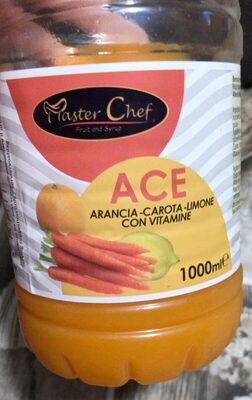 Master Chef
Fruit and Syrup
ACE
ARANCIA-CAROTA-LIMONE
CON VITAMINE
1000ml e